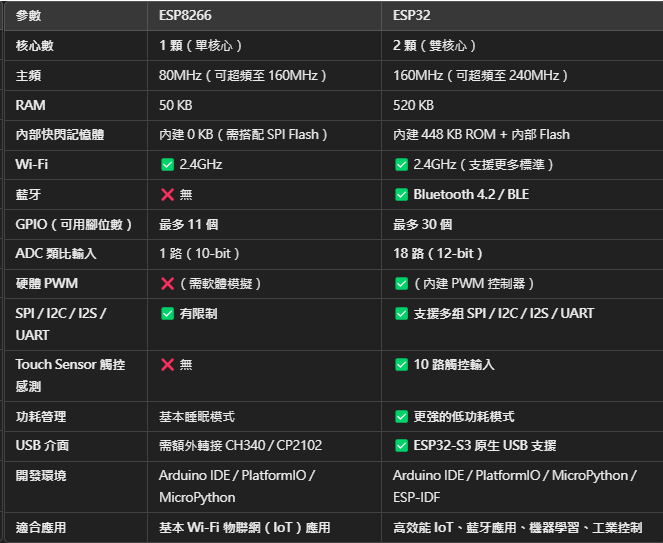 參數 ESP8266 ESP32
核心數 1 顆（單核心） 2 顆（雙核心）
主頻 80MHz（可超頻至 160MHz） 160MHz（可超頻至 240MHz）
RAM 50 KB 520 KB
內部快閃記憶體 內建 0 KB（需搭配 SPI Flash） 內建 448 KB ROM + 內部 Flash
Wi-Fi ✅ 2.4GHz ✅ 2.4GHz（支援更多標準）
藍牙 ❌ 無 ✅ Bluetooth 4.2 / BLE
GPIO（可用腳位數） 最多 11 個 最多 30 個
ADC 類比輸入 1 路（10-bit） 18 路（12-bit）
硬體 PWM ❌（需軟體模擬） ✅（內建 PWM 控制器）
SPI / I2C / I2S / ✅ 有限制 ✅ 支援多組 SPI / I2C / I2S / UART
UART
Touch Sensor 觸控 ❌ 無 ✅ 10 路觸控輸入
感測
功耗管理 基本睡眠模式 ✅ 更強的低功耗模式
USB 介面 需額外轉接 CH340 / CP2102 ✅ ESP32-S3 原生 USB 支援
開發環境 Arduino IDE / PlatformIO / Arduino IDE / PlatformIO / MicroPython /
MicroPython ESP-IDF
適合應用 基本 Wi-Fi 物聯網（IoT）應用 高效能 IoT、藍牙應用、機器學習、工業控制